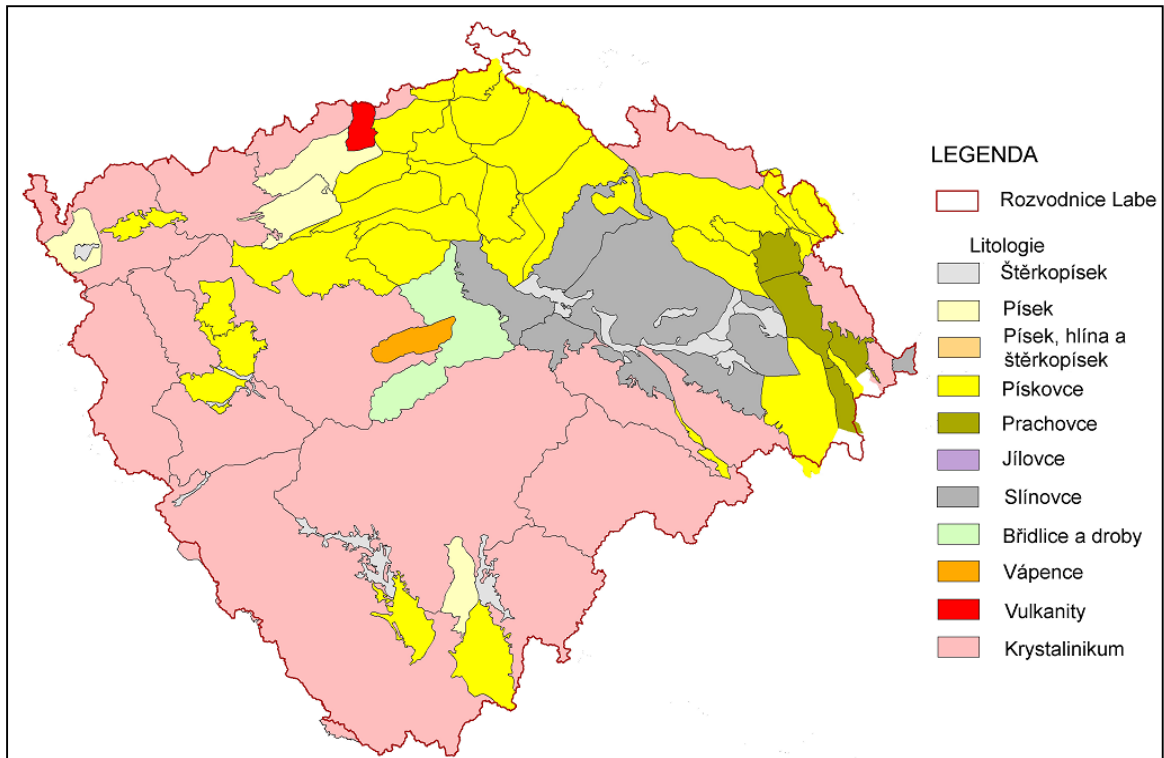 LEGENDA
Rozvodnice Labe
Litologie
Štěrkopísek
Písek
Písek, hlína a
štěrkopísek
Pískovce
Prachovce
Jílovce
Slínovce
Břidlice a droby
Vápence
Vulkanity
Krystalinikum